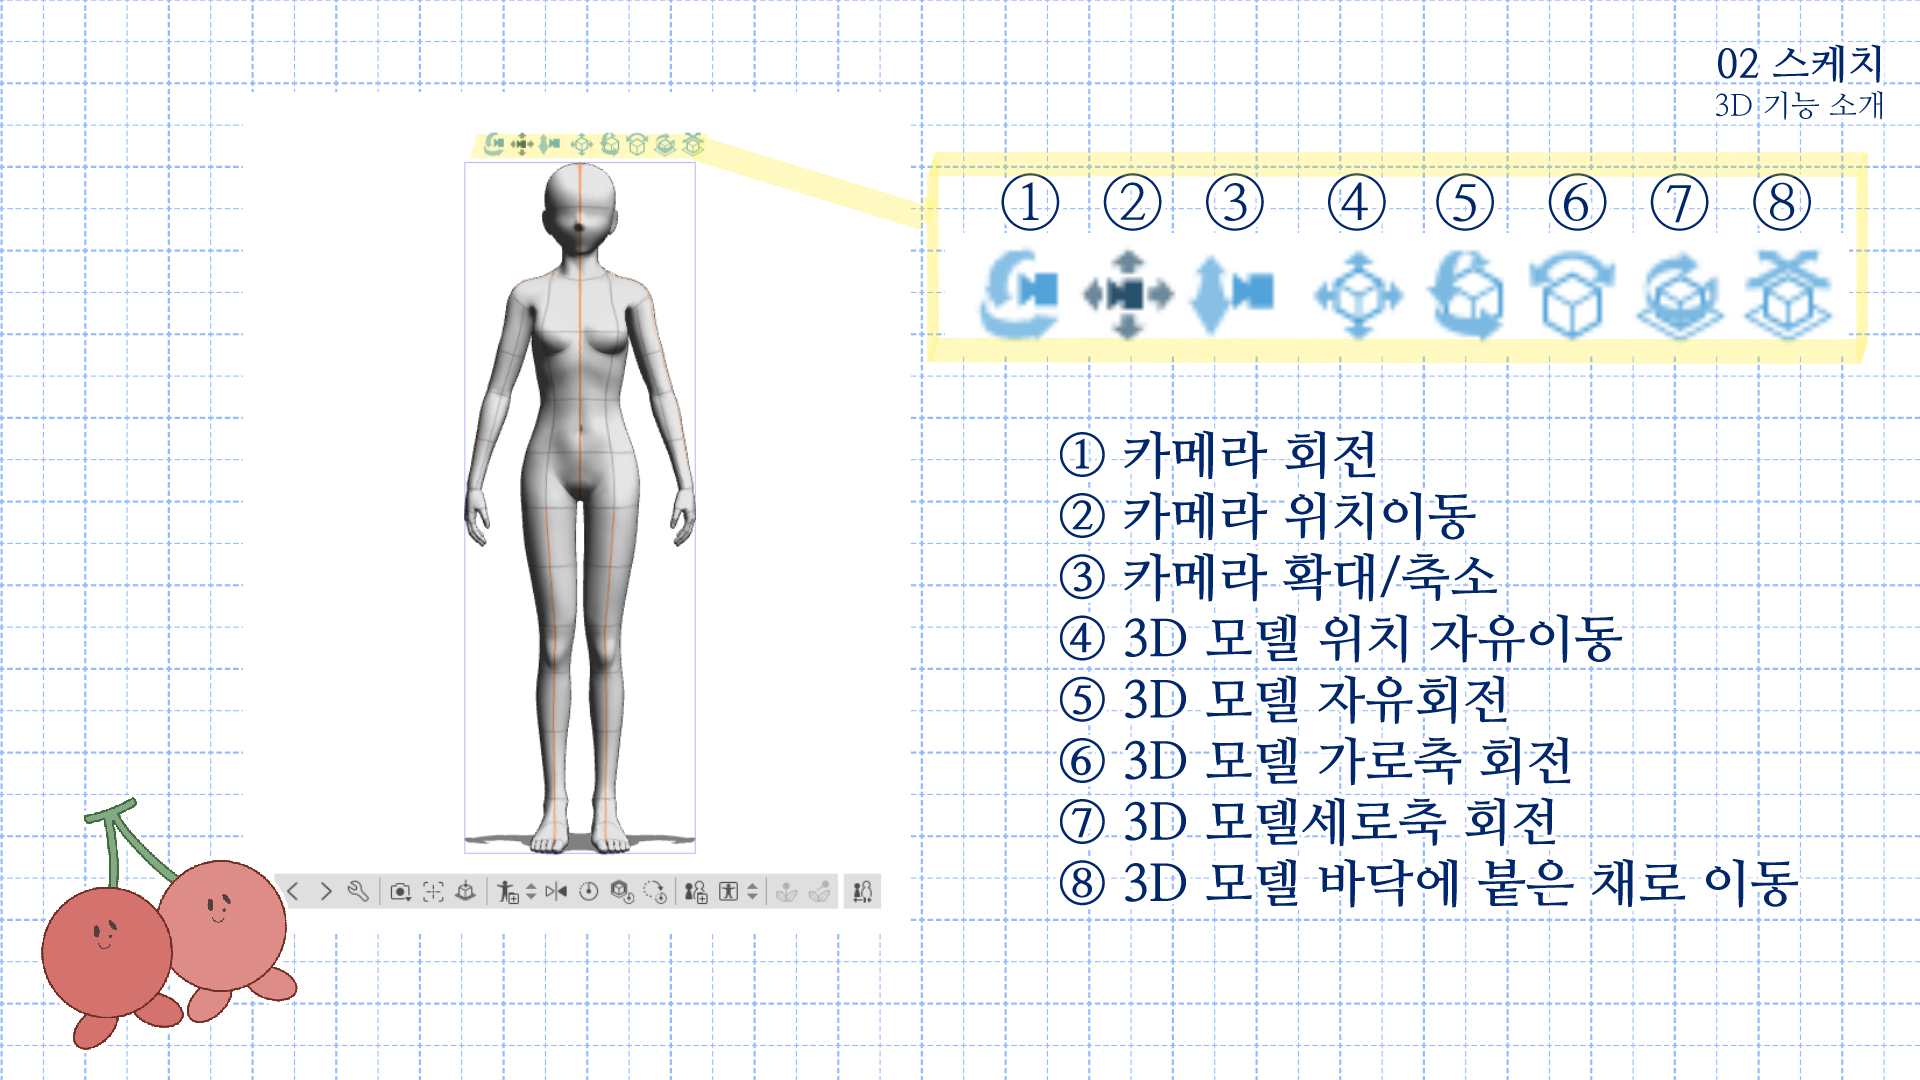 02 스케치
3D 기능 소개
① ② ③ ④ ⑤ ⑥ ⑦ ⑧
① 카메라 회전
② 카메라 위치이동
③ 카메라 확대/축소
④ 3D 모델 위치 자유이동
⑤ 3D 모델 자유회전
⑥ 3D 모델 가로축 회전
⑦ 3D 모델세로축 회전
⑧ 3D 모델 바닥에 붙은 채로 이동